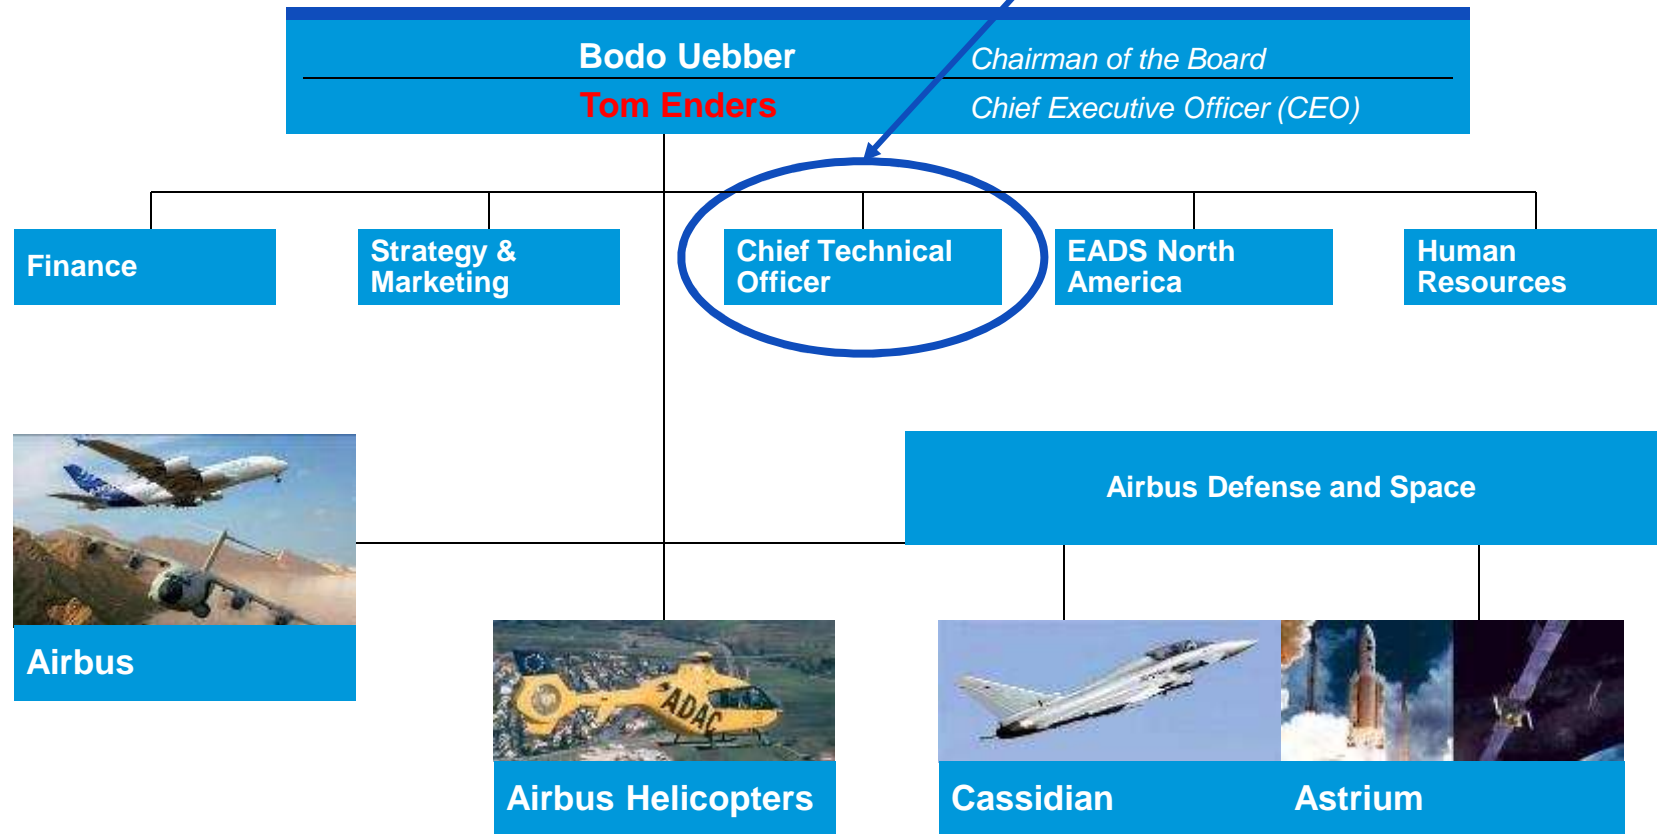 Bodo Uebber Chairman of the Board
Tom Enders Chief Executive Officer (CEO)
Finance
Strategy &
Marketing
Chief Technical
Officer
EADS North
America
Human
Resources
Airbus Defense and Space
Airbus
ADAC
Airbus Helicopters
Cassidian
Astrium